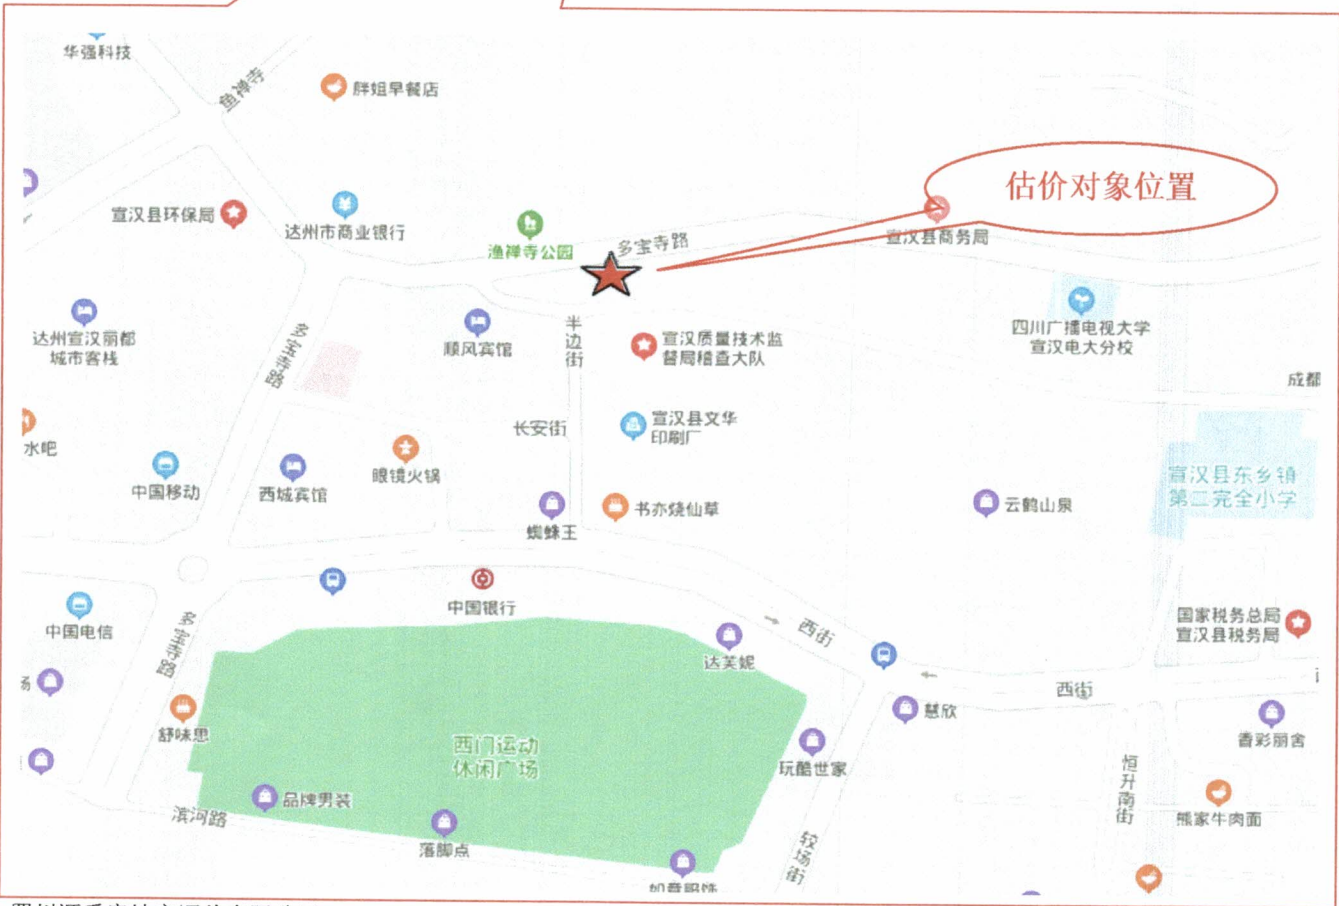 华强科技
鱼禅寺
胖姐早餐店
估价对象位置
宣汉县环保局
达州市商业银行
渔禅寺公园
多宝寺路
宣汉县商务局
达州宣汉丽都
城市客栈
顺风宾馆
半边街
宣汉质量技术监
督局稽查大队
四川广播电视大学
宣汉电大分校
成都
水吧
长安街
宣汉县文华
印刷厂
中国移动
西城宾馆
眼镜火锅
蜘蛛王
书亦烧仙草
云鹤山泉
宣汉县东乡镇
第二完全小学
中国电信
中国银行
达芙妮
西街
国家税务总局
宣汉县税务局
西街
慧欣
香彩丽舍
舒味思
西门运动
休闲广场
玩酷世家
恒升南街
品牌男装
滨河路
落脚点
较场街
熊家牛肉面
如意服饰